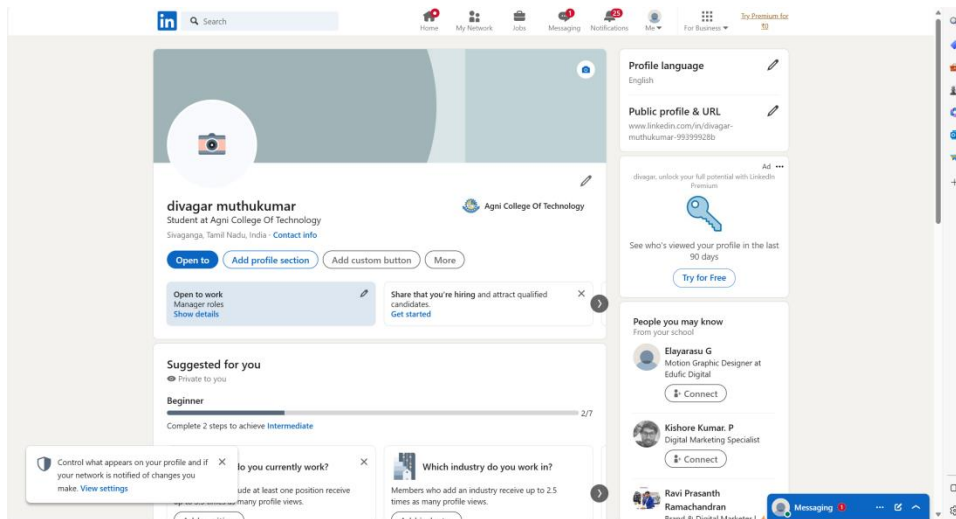 in
Search
Home
My Network
Jobs
1
Messaging
25
Notifications
Me
For Business
Try Premium for
₹0
divagar muthukumar
Student at Agni College Of Technology
Sivaganga, Tamil Nadu, India · Contact info
Agni College Of Technology
Open to
Add profile section
Add custom button
More
Open to work
Manager roles
Show details
Share that you're hiring and attract qualified
candidates.
Get started
Suggested for you
Private to you
Beginner
2/7
Complete 2 steps to achieve Intermediate
o you currently work?
ude at least one position receive
as many profile views.
Which industry do you work in?
Members who add an industry receive up to 2.5
times as many profile views.
Control what appears on your profile and if
your network is notified of changes you
make. View settings
Profile language
English
Public profile & URL
www.linkedin.com/in/divagar-
muthukumar-99399928b
Ad
divagar, unlock your full potential with LinkedIn
Premium
See who's viewed your profile in the last
90 days
Try for Free
People you may know
From your school
Elayarasu G
Motion Graphic Designer at
Edufic Digital
Connect
Kishore Kumar. P
Digital Marketing Specialist
Connect
Ravi Prasanth
Ramachandran
Messaging 1